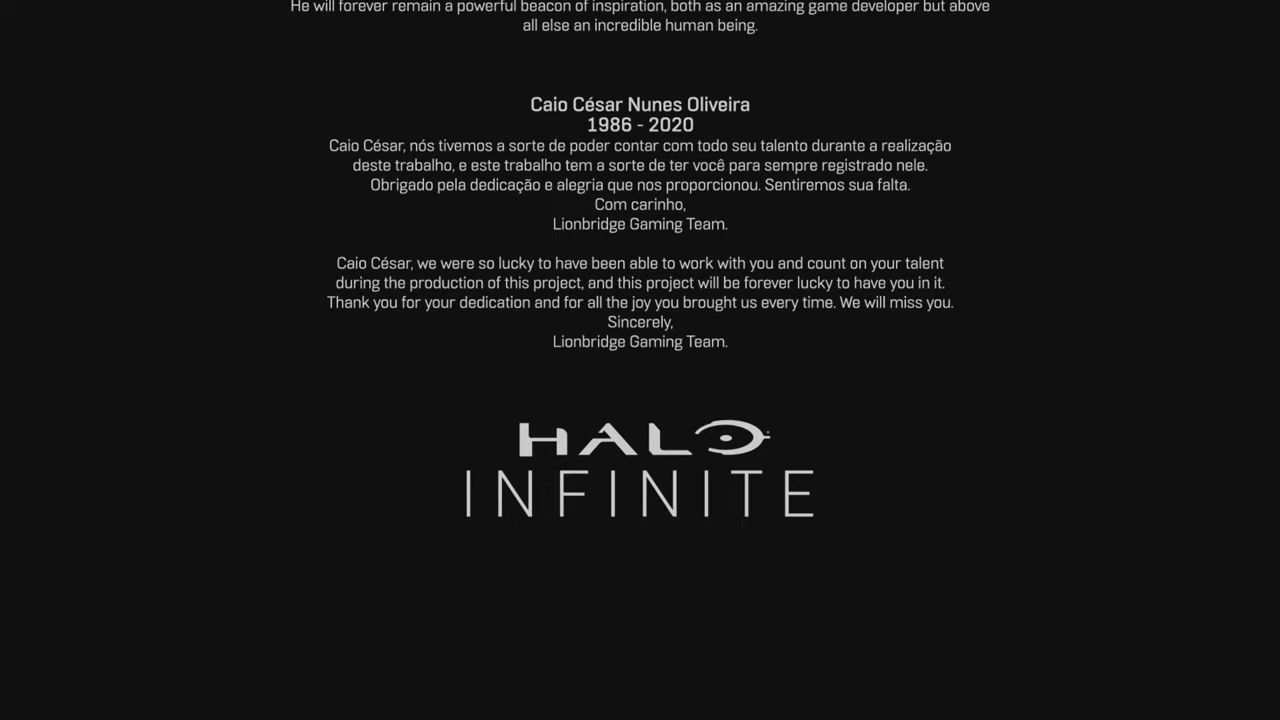 He will forever remain a powerful beacon of inspiration, both as an amazing game developer but above
all else an incredible human being.
Caio César Nunes Oliveira
1986 - 2020
Caio César, nós tivemos a sorte de poder contar com todo seu talento durante a realização
deste trabalho, e este trabalho tem a sorte de ter você para sempre registrado nele.
Obrigado pela dedicação e alegria que nos proporcionou. Sentiremos sua falta.
Com carinho,
Lionbridge Gaming Team.
Caio César, we were so lucky to have been able to work with you and count on your talent
during the production of this project, and this project will be forever lucky to have you in it.
Thank you for your dedication and for all the joy you brought us every time. We will miss you.
Sincerely,
Lionbridge Gaming Team.
HALO
INFINITE